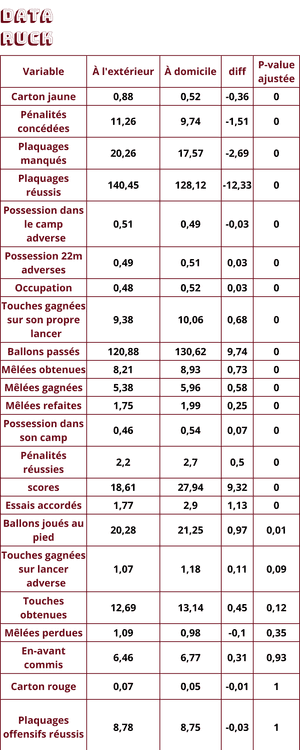 DATA
RUCK
Variable À l'extérieur À domicile diff P-value ajustée
Carton jaune 0,88 0,52 -0,36 0
Pénalités concédées 11,26 9,74 -1,51 0
Plaquages manqués 20,26 17,57 -2,69 0
Plaquages réussis 140,45 128,12 -12,33 0
Possession dans le camp adverse 0,51 0,49 -0,03 0
Possession 22m adverses 0,49 0,51 0,03 0
Occupation 0,48 0,52 0,03 0
Touches gagnées sur son propre lancer 9,38 10,06 0,68 0
Ballons passés 120,88 130,62 9,74 0
Mêlées obtenues 8,21 8,93 0,73 0
Mêlées gagnées 5,38 5,96 0,58 0
Mêlées refaites 1,75 1,99 0,25 0
Possession dans son camp 0,46 0,54 0,07 0
Pénalités réussies 2,2 2,7 0,5 0
scores 18,61 27,94 9,32 0
Essais accordés 1,77 2,9 1,13 0
Ballons joués au pied 20,28 21,25 0,97 0,01
Touches gagnées sur lancer adverse 1,07 1,18 0,11 0,09
Touches obtenues 12,69 13,14 0,45 0,12
Mêlées perdues 1,09 0,98 -0,1 0,35
En-avant commis 6,46 6,77 0,31 0,93
Carton rouge 0,07 0,05 -0,01 1
Plaquages offensifs réussis 8,78 8,75 -0,03 1